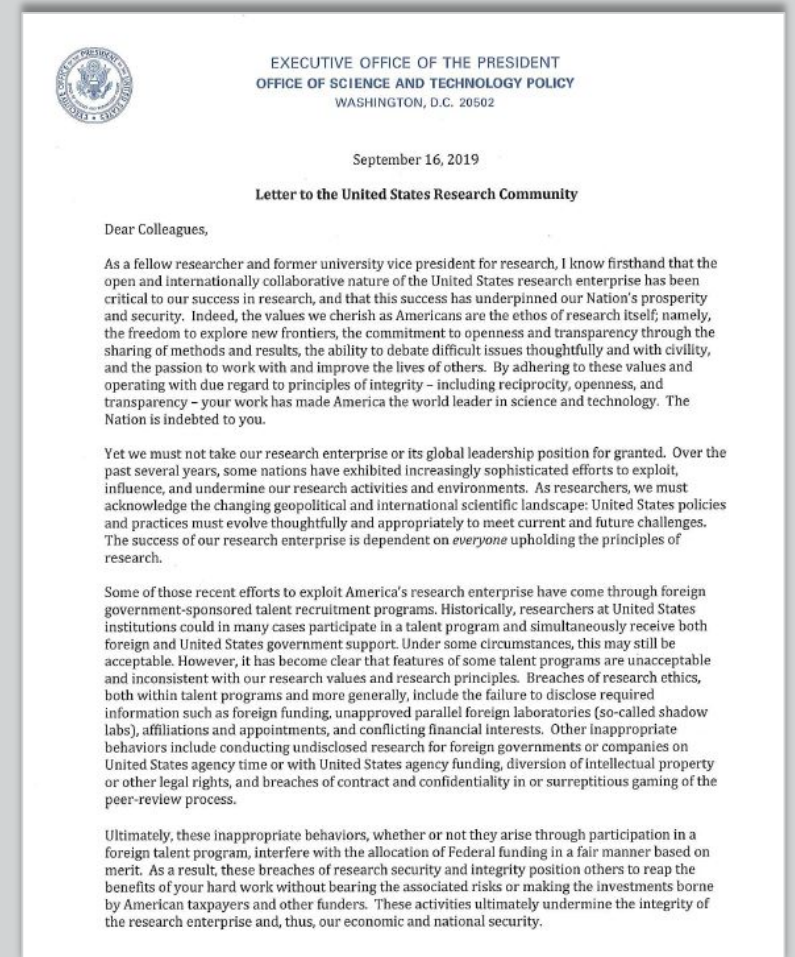 EXECUTIVE OFFICE OF THE PRESIDENT
OFFICE OF SCIENCE AND TECHNOLOGY POLICY
WASHINGTON, D.C. 20502
September 16, 2019
Letter to the United States Research Community
Dear Colleagues,
As a fellow researcher and former university vice president for research, I know firsthand that the
open and internationally collaborative nature of the United States research enterprise has been
critical to our success in research, and that this success has underpinned our Nation's prosperity
and security. Indeed, the values we cherish as Americans are the ethos of research itself; namely,
the freedom to explore new frontiers, the commitment to openness and transparency through the
sharing of methods and results, the ability to debate difficult issues thoughtfully and with civility,
and the passion to work with and improve the lives of others. By adhering to these values and
operating with due regard to principles of integrity – including reciprocity, openness, and
transparency – your work has made America the world leader in science and technology. The
Nation is indebted to you.
Yet we must not take our research enterprise or its global leadership position for granted. Over the
past several years, some nations have exhibited increasingly sophisticated efforts to exploit,
influence, and undermine our research activities and environments. As researchers, we must
acknowledge the changing geopolitical and international scientific landscape: United States policies
and practices must evolve thoughtfully and appropriately to meet current and future challenges.
The success of our research enterprise is dependent on everyone upholding the principles of
research.
Some of those recent efforts to exploit America's research enterprise have come through foreign
government-sponsored talent recruitment programs. Historically, researchers at United States
institutions could in many cases participate in a talent program and simultaneously receive both
foreign and United States government support. Under some circumstances, this may still be
acceptable. However, it has become clear that features of some talent programs are unacceptable
and inconsistent with our research values and research principles. Breaches of research ethics,
both within talent programs and more generally, include the failure to disclose required
information such as foreign funding, unapproved parallel foreign laboratories (so-called shadow
labs), affiliations and appointments, and conflicting financial interests. Other inappropriate
behaviors include conducting undisclosed research for foreign governments or companies on
United States agency time or with United States agency funding, diversion of intellectual property
or other legal rights, and breaches of contract and confidentiality in or surreptitious gaming of the
peer-review process.
Ultimately, these inappropriate behaviors, whether or not they arise through participation in a
foreign talent program, interfere with the allocation of Federal funding in a fair manner based on
merit. As a result, these breaches of research security and integrity position others to reap the
benefits of your hard work without bearing the associated risks or making the investments borne
by American taxpayers and other funders. These activities ultimately undermine the integrity of
the research enterprise and, thus, our economic and national security.